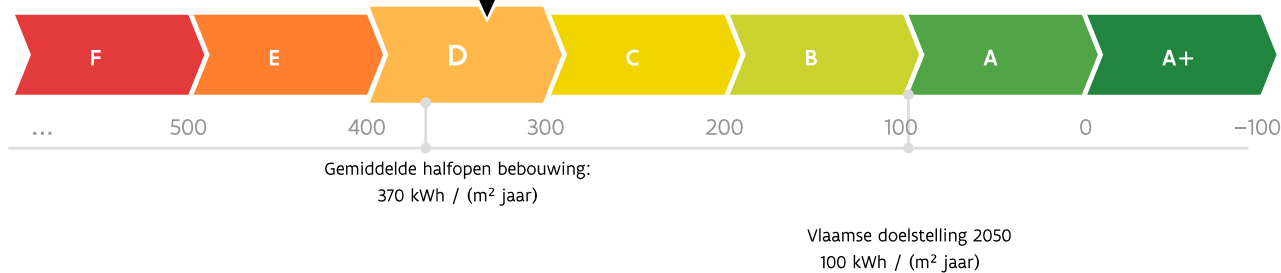 F E D C B A A+
... 500 400 300 200 100 0 −100
Gemiddelde halfopen bebouwing:
370 kWh / (m² jaar)
Vlaamse doelstelling 2050
100 kWh / (m² jaar)